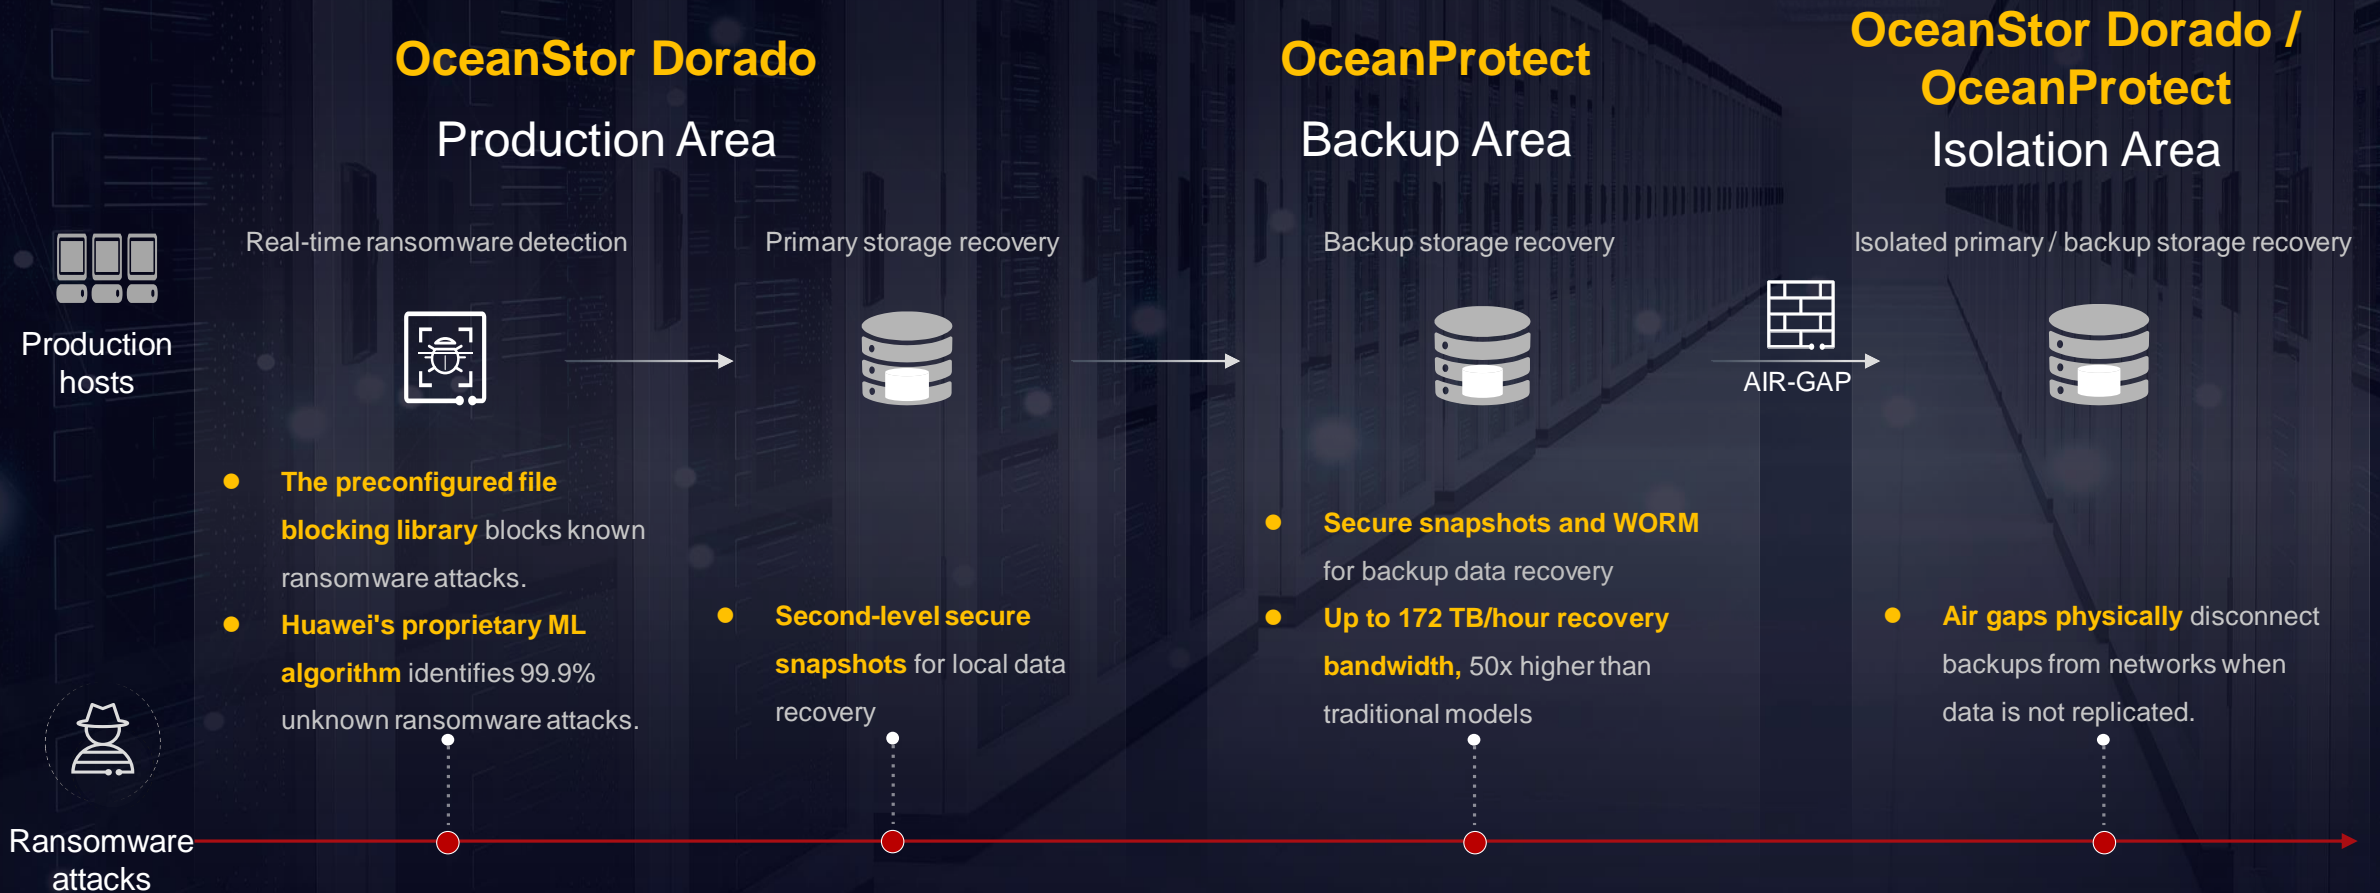 OceanStor Dorado
Production Area
OceanProtect
Backup Area
OceanStor Dorado /
OceanProtect
Isolation Area
Production
hosts
Real-time ransomware detection
Primary storage recovery
Backup storage recovery
AIR-GAP
Isolated primary / backup storage recovery
The preconfigured file
blocking library blocks known
ransomware attacks.
Huawei's proprietary ML
algorithm identifies 99.9%
unknown ransomware attacks.
Second-level secure
snapshots for local data
recovery
Secure snapshots and WORM
for backup data recovery
Up to 172 TB/hour recovery
bandwidth, 50x higher than
traditional models
Air gaps physically disconnect
backups from networks when
data is not replicated.
Ransomware
attacks